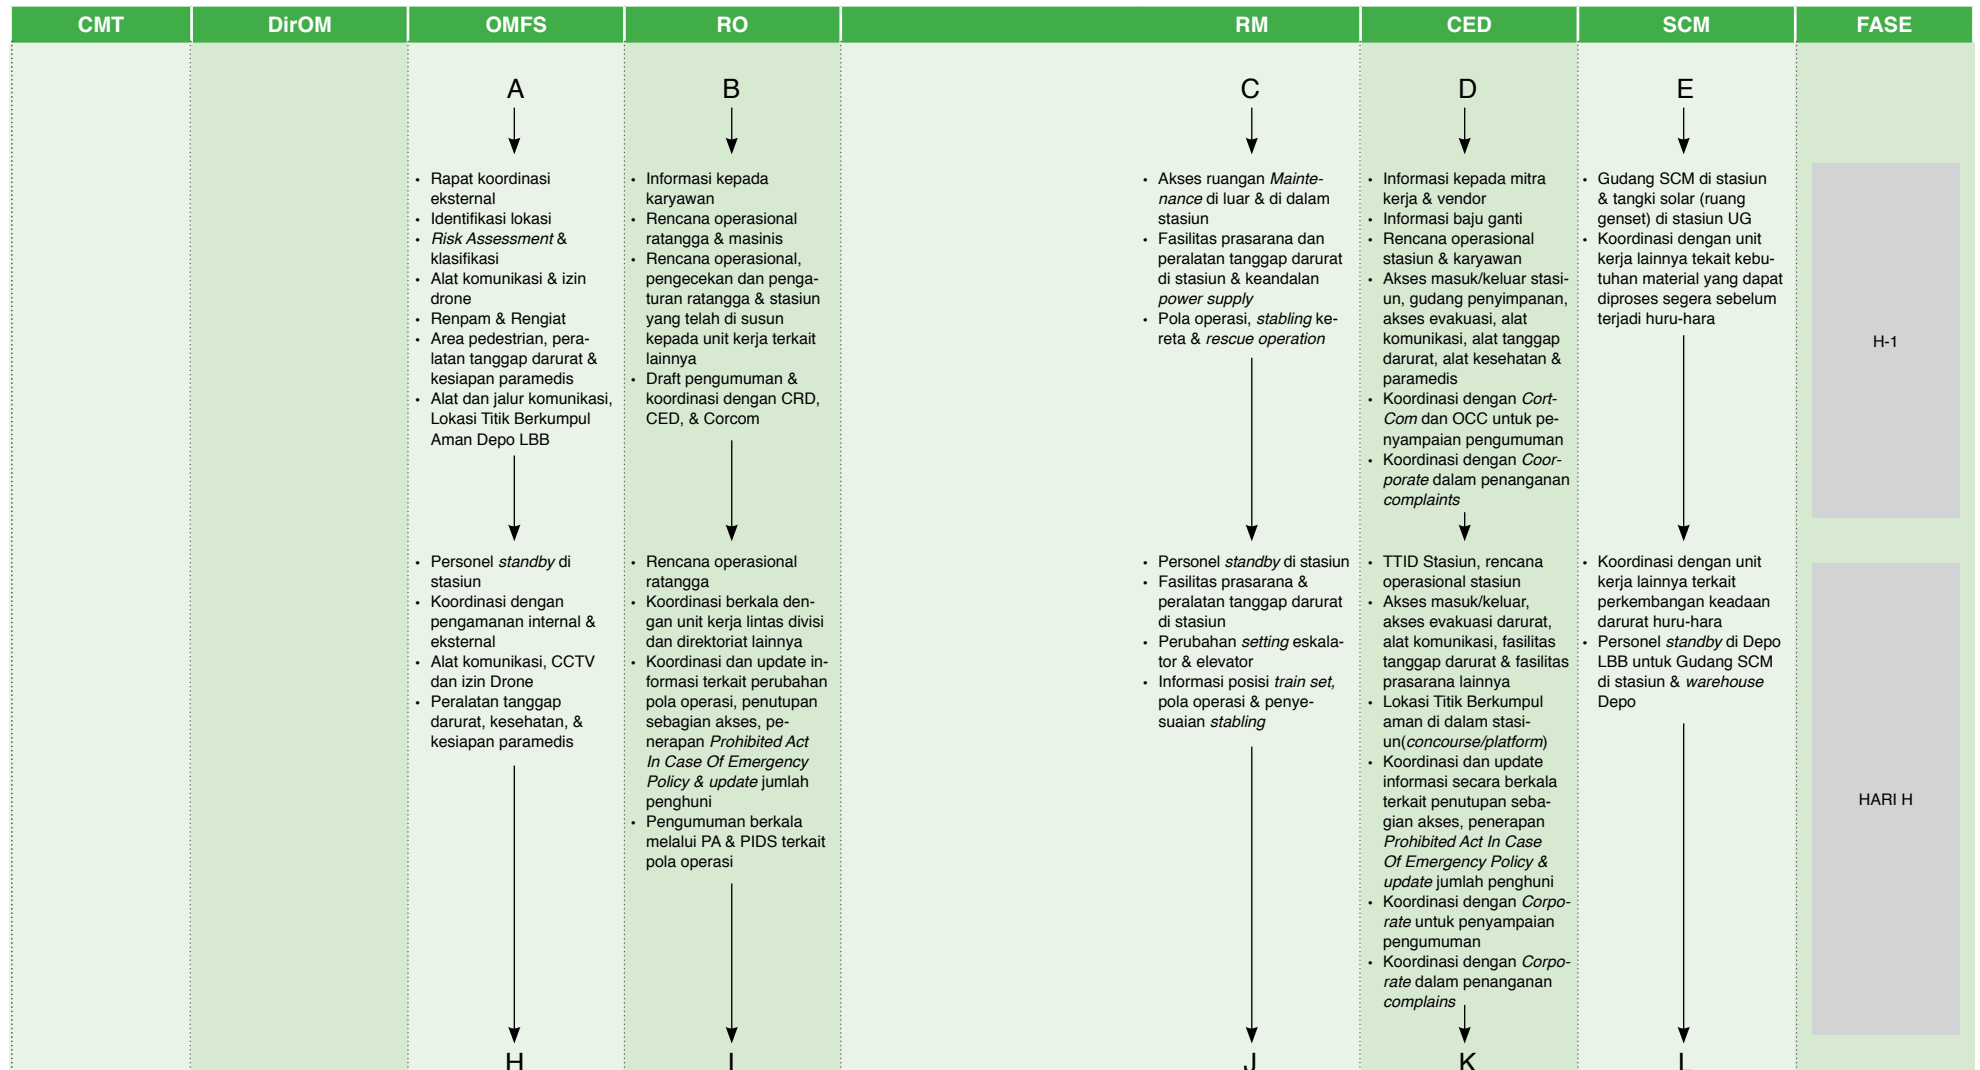 CMT
DirOM
OMFS
RO
RM
CED
SCM
FASE
A
• Rapat koordinasi
eksternal
• Identifikasi lokasi
• Risk Assessment &
klasifikasi
• Alat komunikasi & izin
drone
• Renpam & Rengiat
• Area pedestrian, pera-
latan tanggap darurat &
kesiapan paramedis
• Alat dan jalur komunikasi,
Lokasi Titik Berkumpul
Aman Depo LBB
B
• Informasi kepada
karyawan
• Rencana operasional
ratangga & masinis
• Rencana operasional,
pengecekan dan penga-
turan ratangga & stasiun
yang telah di susun
kepada unit kerja terkait
lainnya
• Draft pengumuman &
koordinasi dengan CRD,
CED, & Corcom
C
• Akses ruangan Mainte-
nance di luar & di dalam
stasiun
• Fasilitas prasarana dan
peralatan tanggap darurat
di stasiun & keandalan
power supply
• Pola operasi, stabling ke-
reta & rescue operation
D
• Informasi kepada mitra
kerja & vendor
• Informasi baju ganti
• Rencana operasional
stasiun & karyawan
• Akses masuk/keluar stasi-
un, gudang penyimpanan,
akses evakuasi, alat
komunikasi, alat tanggap
darurat, alat kesehatan &
paramedis
• Koordinasi dengan Cort-
Com dan OCC untuk pe-
nyampaian pengumuman
• Koordinasi dengan Coor-
porate dalam penanganan
complaints
E
• Gudang SCM di stasiun
& tangki solar (ruang
genset) di stasiun UG
• Koordinasi dengan unit
kerja lainnya tekait kebu-
tuhan material yang dapat
diproses segera sebelum
terjadi huru-hara
H-1
• Personel standby di
stasiun
• Koordinasi dengan
pengamanan internal &
eksternal
• Alat komunikasi, CCTV
dan izin Drone
• Peralatan tanggap
darurat, kesehatan, &
kesiapan paramedis
H
• Rencana operasional
ratangga
• Koordinasi berkala den-
gan unit kerja lintas divisi
dan direktoriat lainnya
• Koordinasi dan update in-
formasi terkait perubahan
pola operasi, penutupan
sebagian akses, pe-
nerapan Prohibited Act
In Case Of Emergency
Policy & update jumlah
penghuni
• Pengumuman berkala
melalui PA & PIDS terkait
pola operasi
I
• Personel standby di stasiun
• Fasilitas prasarana &
peralatan tanggap darurat
di stasiun
• Perubahan setting eskala-
tor & elevator
• Informasi posisi train set,
pola operasi & penye-
suaian stabling
J
• TTID Stasiun, rencana
operasional stasiun
• Akses masuk/keluar,
akses evakuasi darurat,
alat komunikasi, fasilitas
tanggap darurat & fasilitas
prasarana lainnya
• Lokasi Titik Berkumpul
aman di dalam stasi-
un(concourse/platform)
• Koordinasi dan update
informasi secara berkala
terkait penutupan seba-
gian akses, penerapan
Prohibited Act In Case
Of Emergency Policy &
update jumlah penghuni
• Koordinasi dengan Corpo-
rate untuk penyampaian
pengumuman
• Koordinasi dengan Corpo-
rate dalam penanganan
complains
K
• Koordinasi dengan unit
kerja lainnya terkait
perkembangan keadaan
darurat huru-hara
• Personel standby di Depo
LBB untuk Gudang SCM
di stasiun & warehouse
Depo
L
HARI H